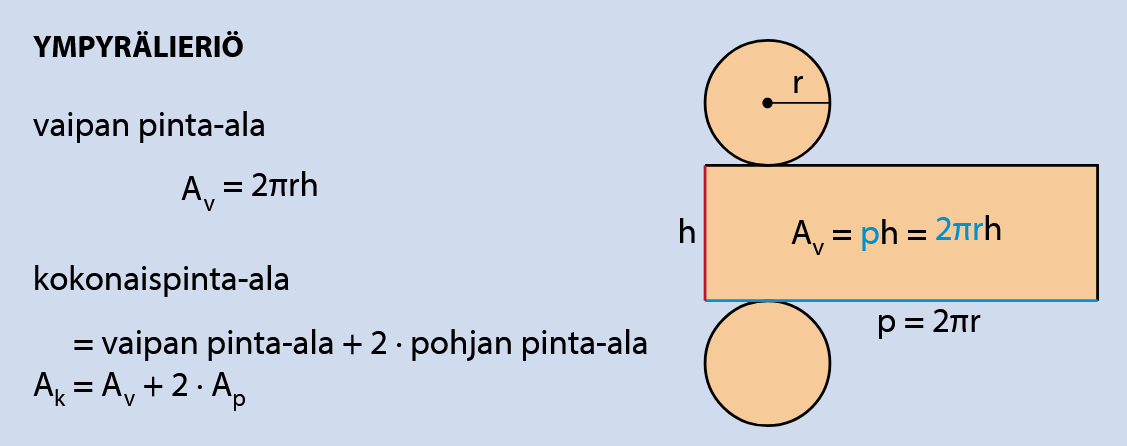 YMPYRÄLIERIÖ
vaipan pinta-ala
Aᵥ = 2πrh
kokonaispinta-ala
= vaipan pinta-ala + 2 · pohjan pinta-ala
Aₖ = Aᵥ + 2 · Aₚ
r
h
Aᵥ = ph = 2πrh
p = 2πr